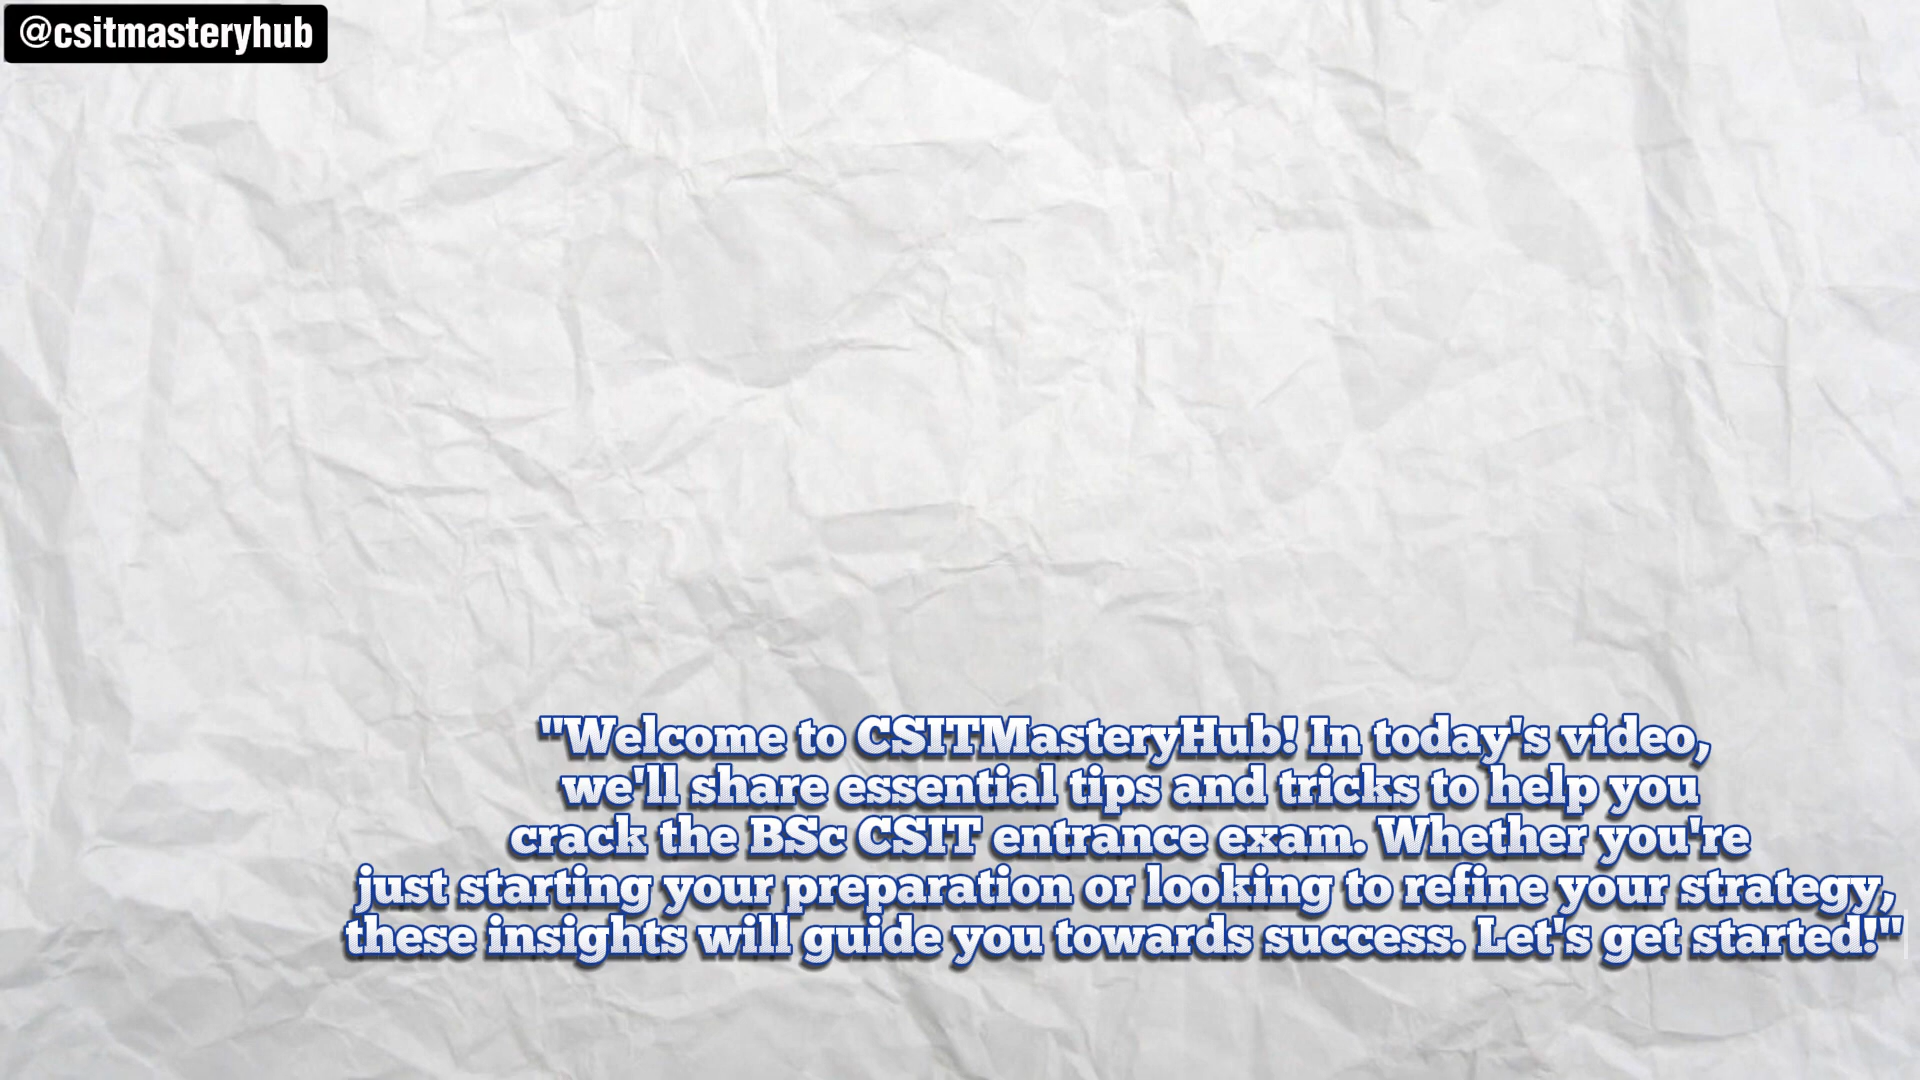 @csitmasteryhub
"Welcome to CSITMasteryHub! In today's video,
we'll share essential tips and tricks to help you
crack the BSc CSIT entrance exam. Whether you're
just starting your preparation or looking to refine your strategy,
these insights will guide you towards success. Let's get started!"